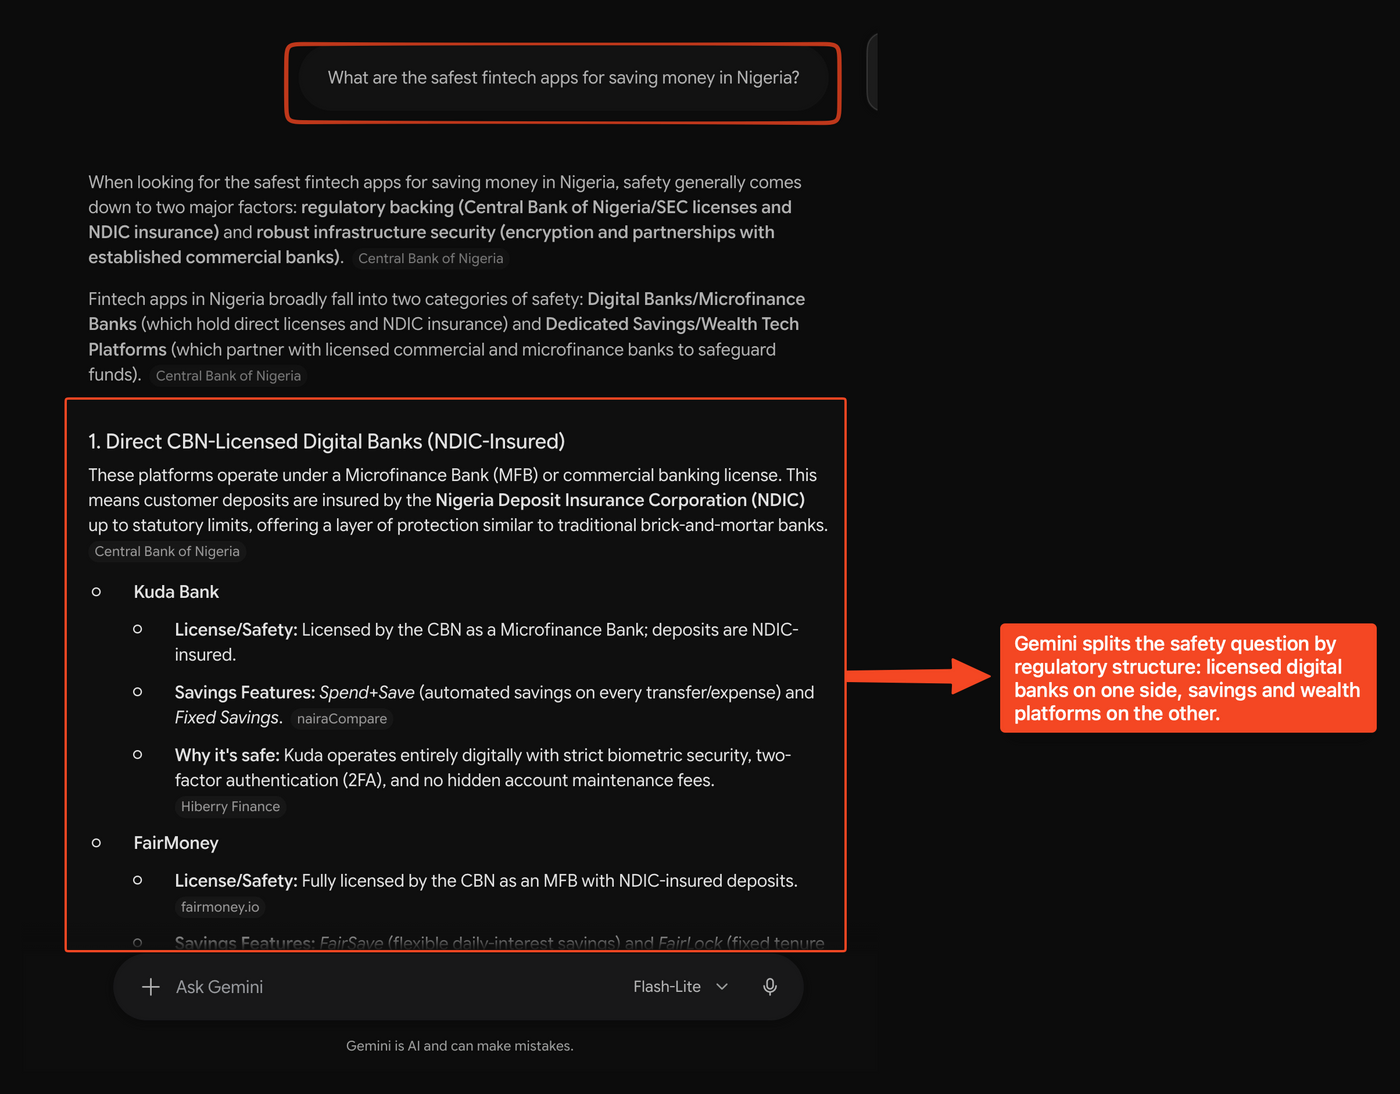 What are the safest fintech apps for saving money in Nigeria?
When looking for the safest fintech apps for saving money in Nigeria, safety generally comes
down to two major factors: regulatory backing (Central Bank of Nigeria/SEC licenses and
NDIC insurance) and robust infrastructure security (encryption and partnerships with
established commercial banks). Central Bank of Nigeria
Fintech apps in Nigeria broadly fall into two categories of safety: Digital Banks/Microfinance
Banks (which hold direct licenses and NDIC insurance) and Dedicated Savings/Wealth Tech
Platforms (which partner with licensed commercial and microfinance banks to safeguard
funds). Central Bank of Nigeria
1. Direct CBN-Licensed Digital Banks (NDIC-Insured)
These platforms operate under a Microfinance Bank (MFB) or commercial banking license. This
means customer deposits are insured by the Nigeria Deposit Insurance Corporation (NDIC)
up to statutory limits, offering a layer of protection similar to traditional brick-and-mortar banks.
Central Bank of Nigeria
Kuda Bank
License/Safety: Licensed by the CBN as a Microfinance Bank; deposits are NDIC-
insured.
Savings Features: Spend+Save (automated savings on every transfer/expense) and
Fixed Savings. nairaCompare
Why it's safe: Kuda operates entirely digitally with strict biometric security, two-
factor authentication (2FA), and no hidden account maintenance fees.
Hiberry Finance
FairMoney
License/Safety: Fully licensed by the CBN as an MFB with NDIC-insured deposits.
fairmoney.io
Savings Features: FairSave (flexible daily-interest savings) and FairLock (fixed tenure
Ask Gemini
Flash-Lite
Gemini is AI and can make mistakes.
Gemini splits the safety question by
regulatory structure: licensed digital
banks on one side, savings and wealth
platforms on the other.